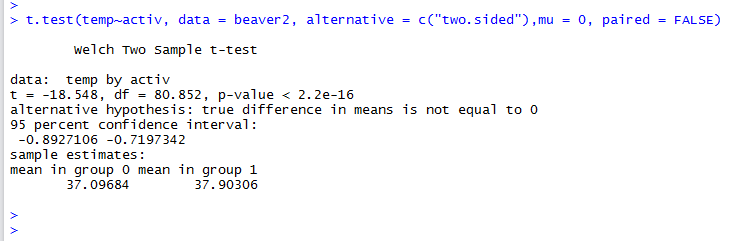 >
> t.test(temp~activ, data = beaver2, alternative = c("two.sided"),mu = 0, paired = FALSE)
        Welch Two Sample t-test
data:  temp by activ
t = -18.548, df = 80.852, p-value < 2.2e-16
alternative hypothesis: true difference in means is not equal to 0
95 percent confidence interval:
 -0.8927106 -0.7197342
sample estimates:
mean in group 0 mean in group 1
       37.09684        37.90306
>
>